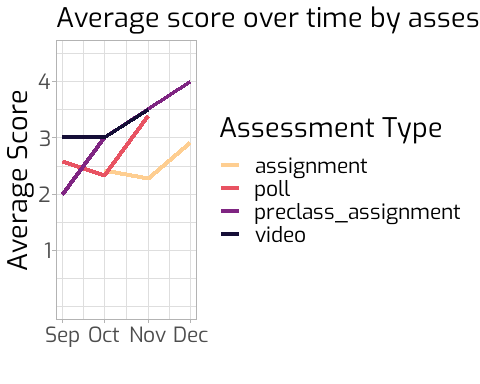 Average score over time by asses
Average Score
4
3
2
1
Sep Oct Nov Dec
Assessment Type
assignment
poll
preclass_assignment
video